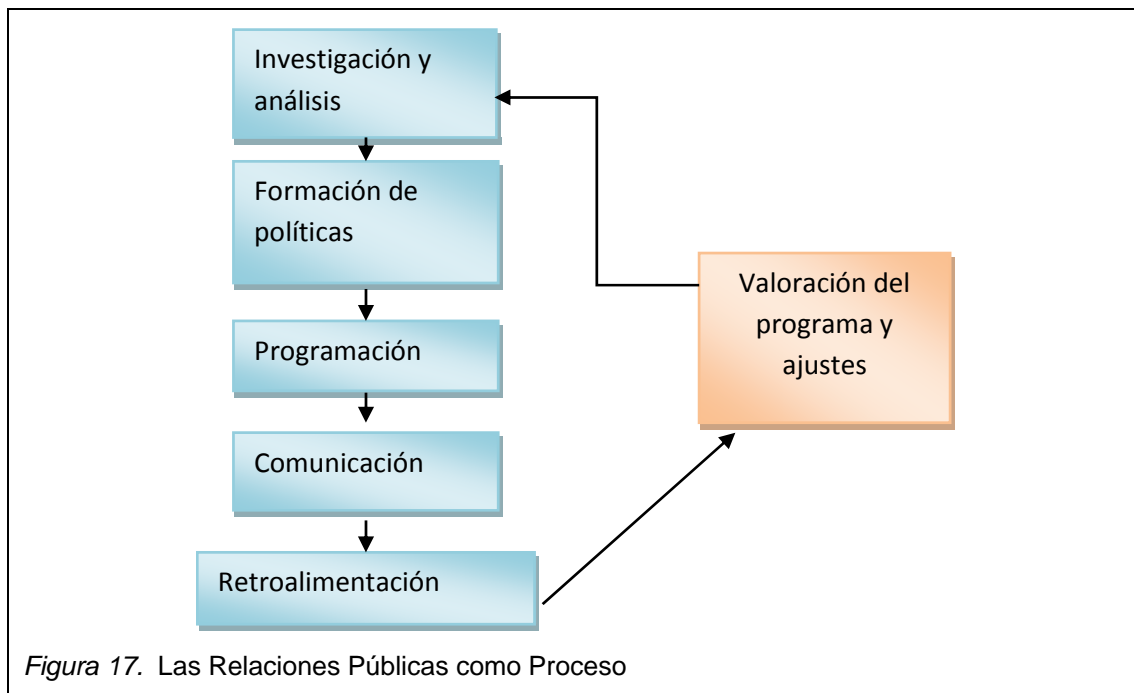 Investigación y
análisis
Formación de
políticas
Programación
Comunicación
Retroalimentación
Valoración del
programa y
ajustes
Figura 17. Las Relaciones Públicas como Proceso